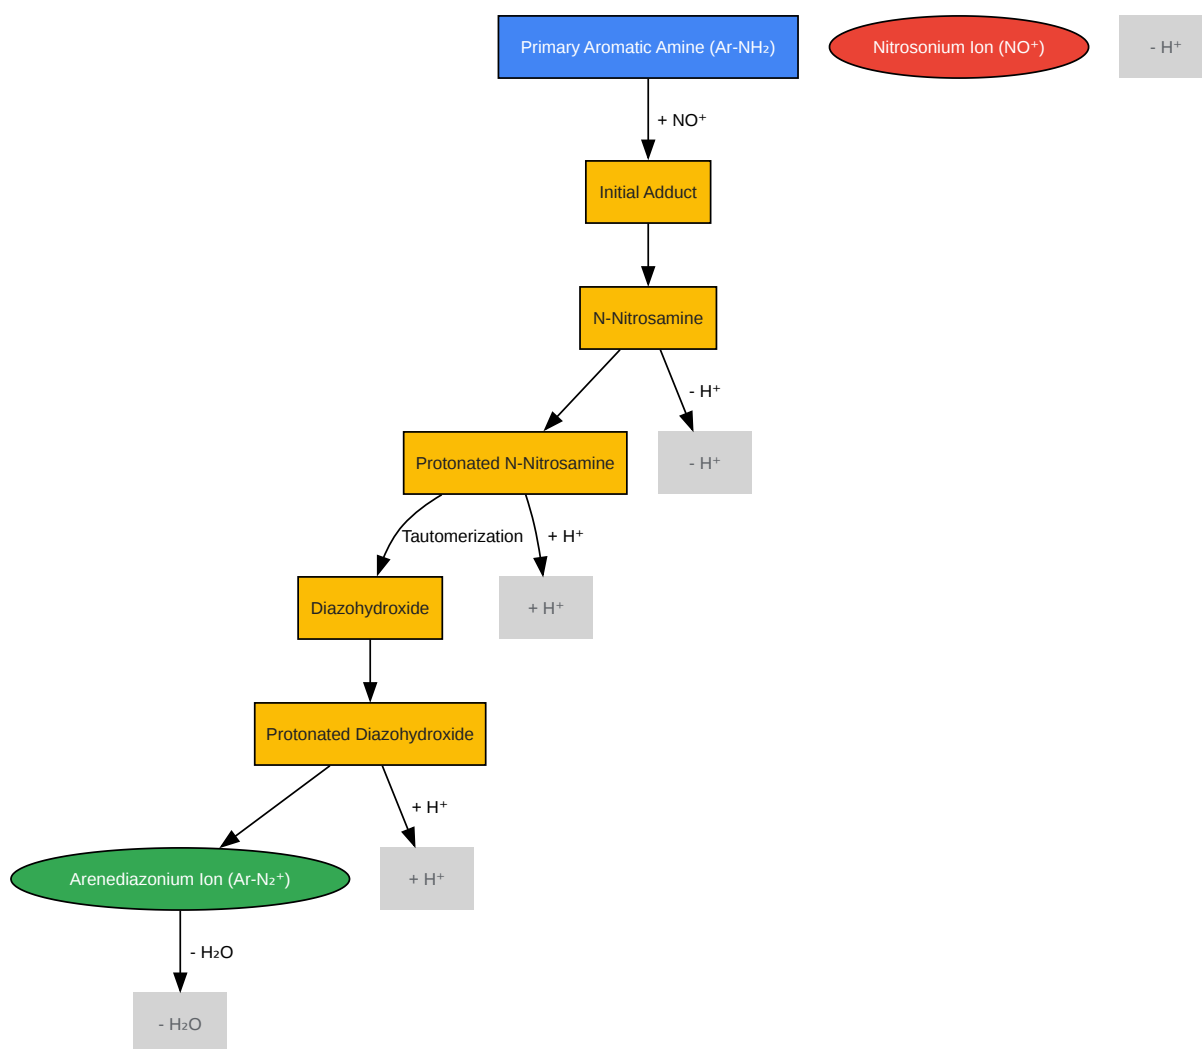 Primary Aromatic Amine (Ar-NH₂)
Nitrosonium Ion (NO⁺)
- H⁺
+ NO⁺
Initial Adduct
N-Nitrosamine
- H⁺
Protonated N-Nitrosamine
- H⁺
Tautomerization
+ H⁺
Diazohydroxide
+ H⁺
Protonated Diazohydroxide
+ H⁺
Arenediazonium Ion (Ar-N₂⁺)
+ H⁺
- H₂O
- H₂O